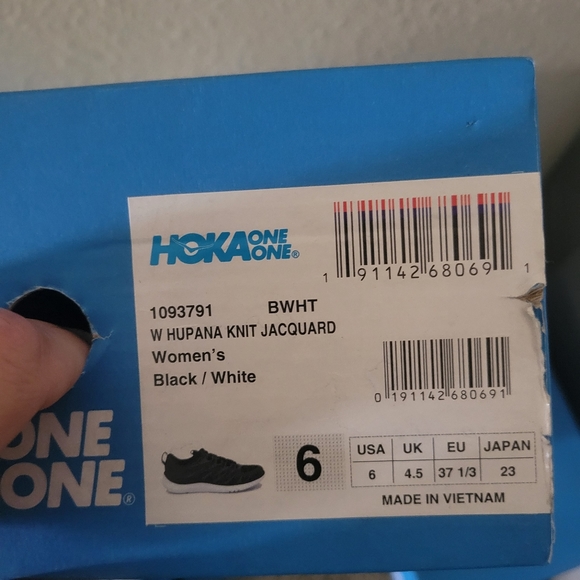 HOKA ONE ONE®
1 91142 68069 1
1093791 BWHT
W HUPANA KNIT JACQUARD
Women's
Black / White
0 191142 680691
6
USA UK EU JAPAN
6 4.5 37 1/3 23
MADE IN VIETNAM
ONE
ONE®